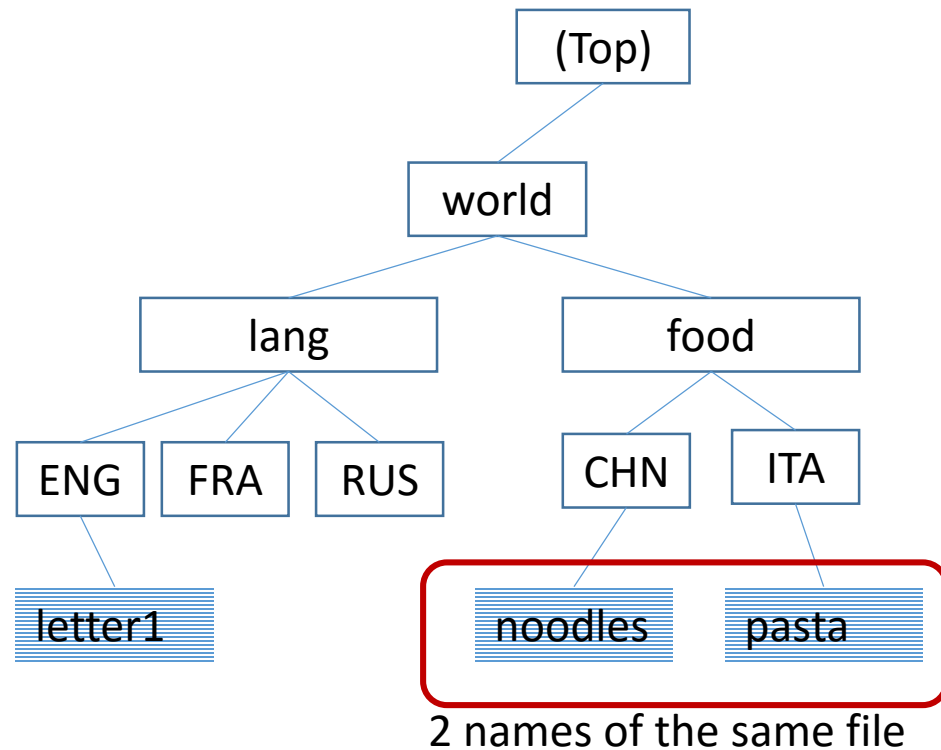 (Top)
world
lang
food
ENG
FRA
RUS
CHN
ITA
letter1
noodles
pasta
2 names of the same file